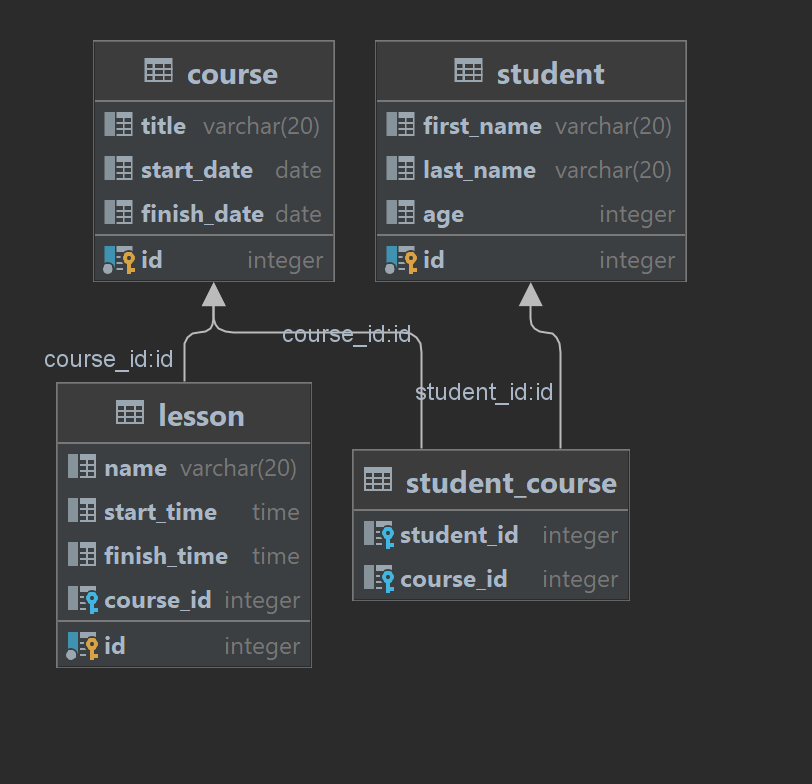 course
title varchar(20)
start_date date
finish_date date
id integer
student
first_name varchar(20)
last_name varchar(20)
age integer
id integer
course_id:id
course_id:id
student_id:id
lesson
name varchar(20)
start_time time
finish_time time
course_id integer
id integer
student_course
student_id integer
course_id integer